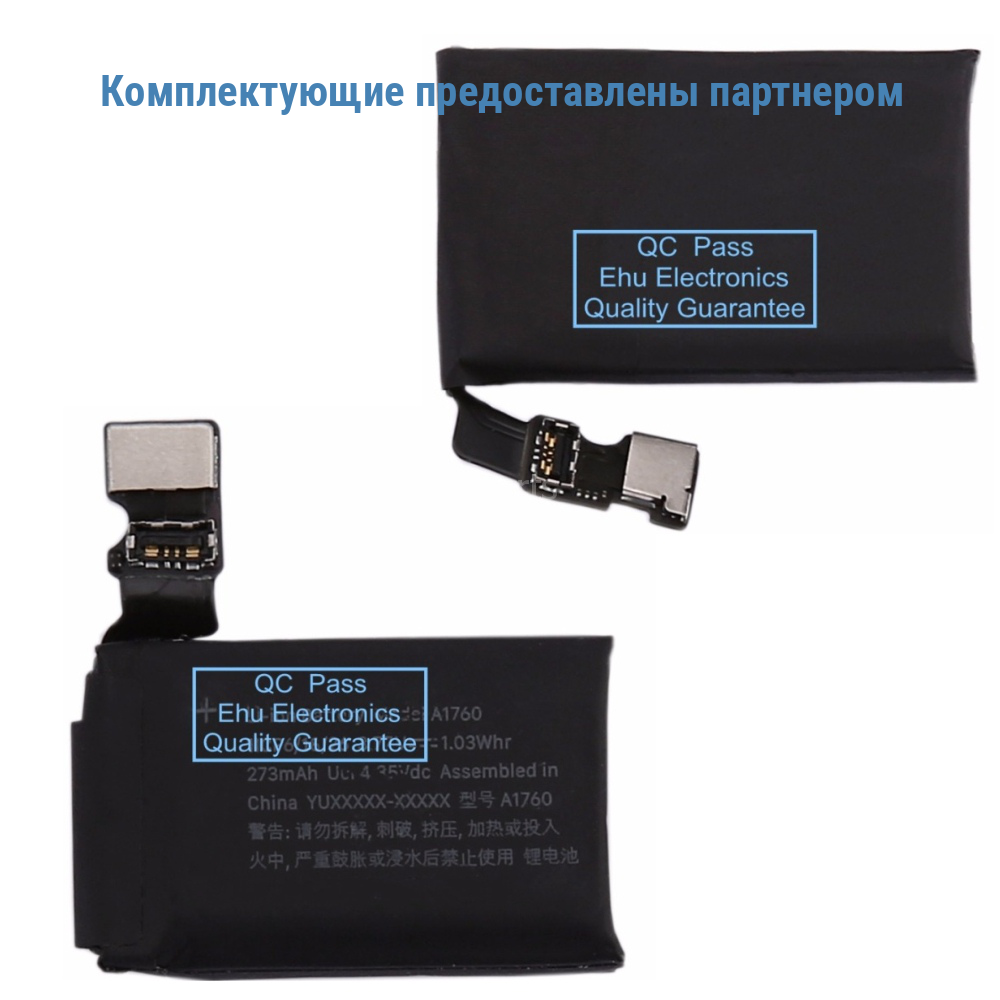 Комплектующие предоставлены партнером
QC Pass
Ehu Electronics
Quality Guarantee
QC Pass
Ehu Electronics
Quality Guarantee
A1760
1.03Whr
273mAh 4.35Vdc Assembled in
China YUXXXXX-XXXXX 型号 A1760
警告: 请勿拆解, 刺破, 挤压, 加热或投入
火中, 严重鼓胀或浸水后禁止使用 锂电池